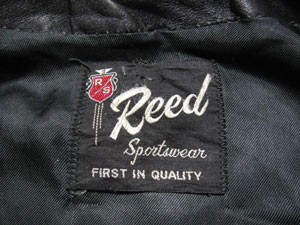 R/S
Reed
Sportswear
FIRST IN QUALITY